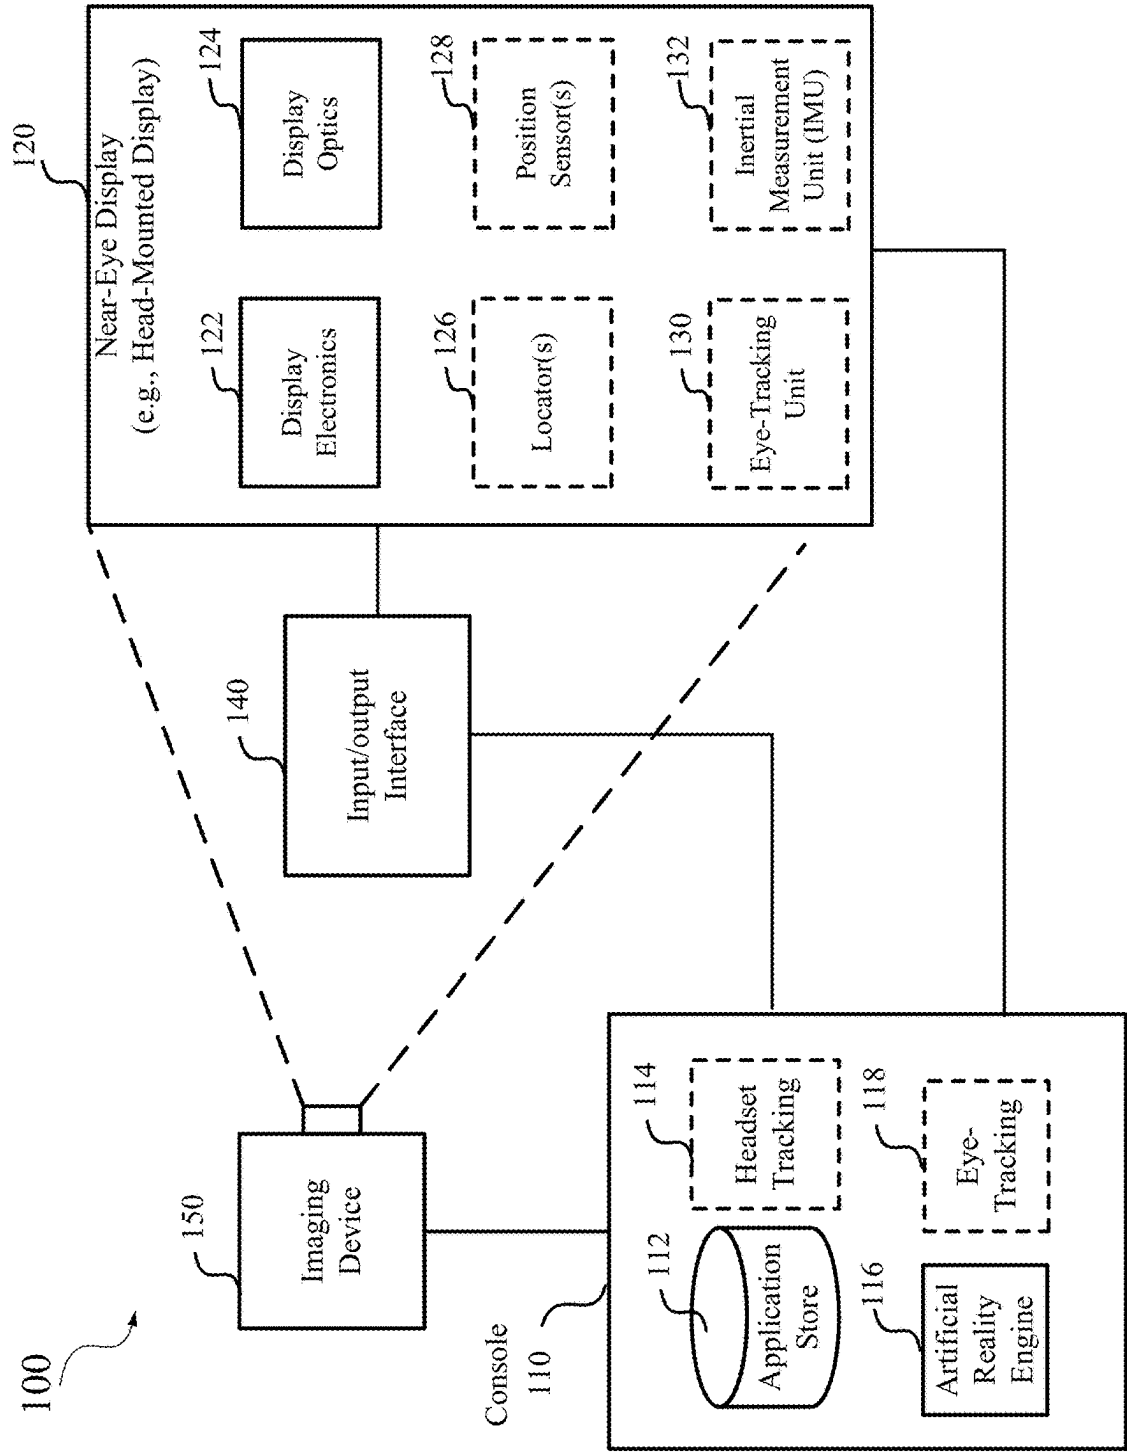 100
150
Imaging
Device
140
Input/output
Interface
120
Near-Eye Display
(e.g., Head-Mounted Display)
122
Display
Electronics
124
Display
Optics
126
Locator(s)
128
Position
Sensor(s)
130
Eye-Tracking
Unit
132
Inertial
Measurement
Unit (IMU)
Console
110
112
Application
Store
114
Headset
Tracking
116
Artificial
Reality
Engine
118
Eye-
Tracking